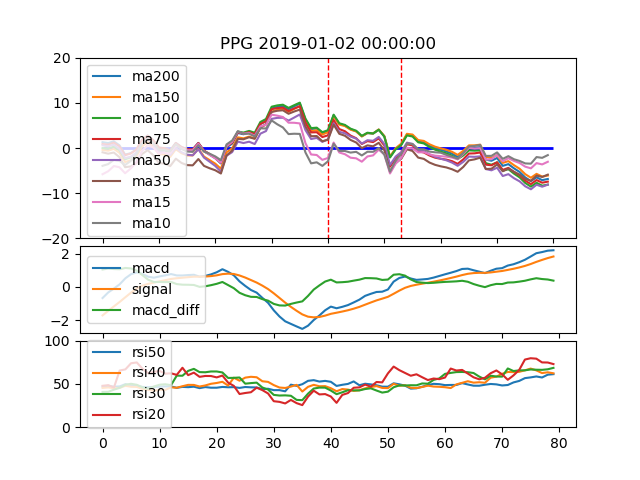 PPG 2019-01-02 00:00:00
20
10
0
−10
−20
ma200
ma150
ma100
ma75
ma50
ma35
ma15
ma10
2
0
−2
macd
signal
macd_diff
100
50
0
rsi50
rsi40
rsi30
rsi20
0 10 20 30 40 50 60 70 80